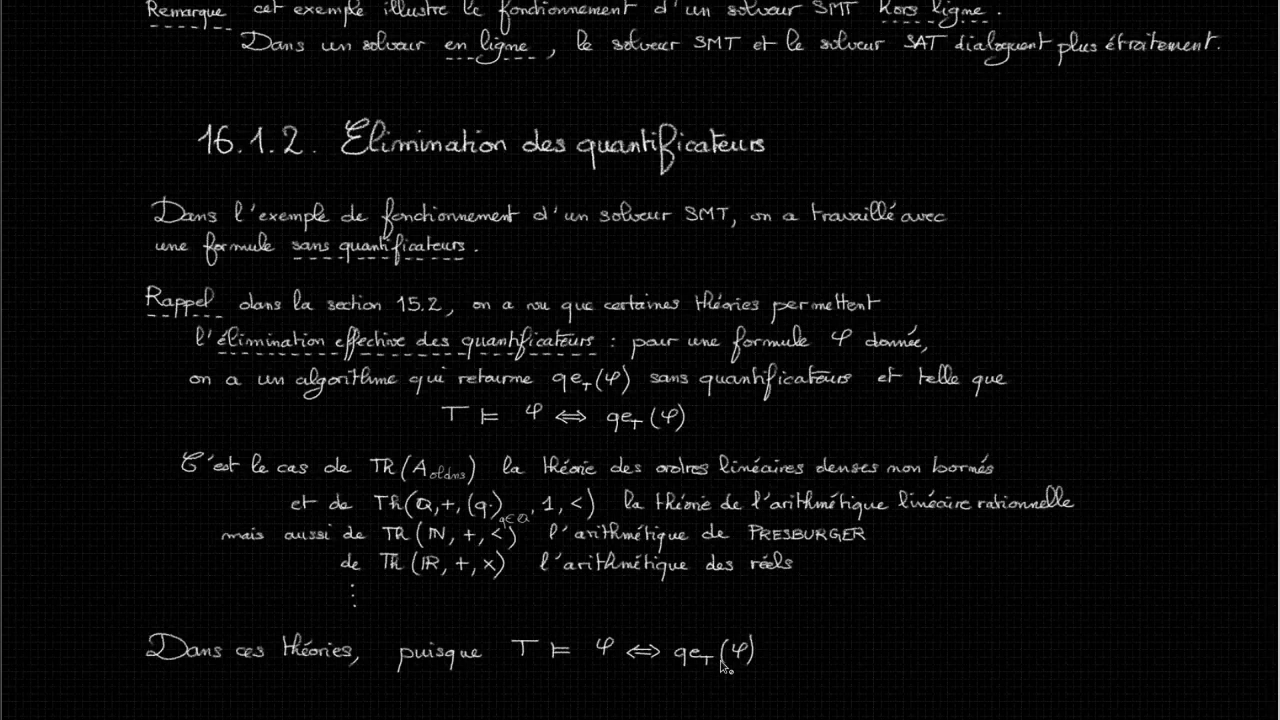 Remarque cet exemple illustre le fonctionnement d'un solveur SMT hors ligne.
Dans un solveur en ligne, le solveur SMT et le solveur SAT dialoguent plus étroitement.
16.1.2. Elimination des quantificateurs
Dans l'exemple de fonctionnement d'un solveur SMT, on a travaillé avec
une formule sans quantificateurs.
Rappel dans la section 15.2, on a vu que certaines théories permettent
l'élimination effective des quantificateurs : pour une formule φ donnée,
on a un algorithme qui retourne qe_T(φ) sans quantificateurs et telle que
T ⊨ φ ⇔ qe_T(φ)
C'est le cas de Th(A_oldns) la théorie des ordres linéaires denses non bornés
et de Th(Q,+,(q·)_{q∈Q}, 1, <) la théorie de l'arithmétique linéaire rationnelle
mais aussi de Th(ℕ, +, <) l'arithmétique de PRESBURGER
de Th(ℝ, +, ×) l'arithmétique des réels
⋮
Dans ces théories, puisque T ⊨ φ ⇔ qe_T(φ)